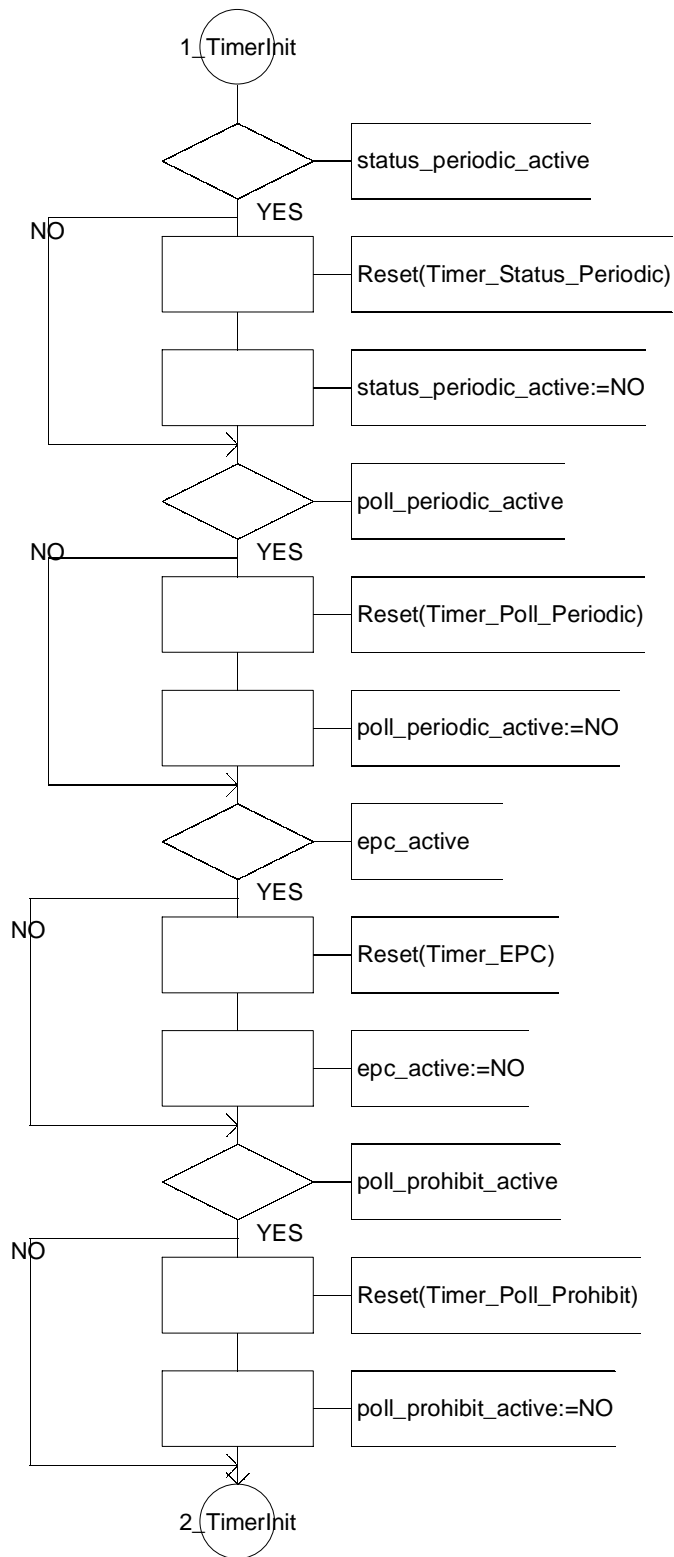 1_TimerInit
status_periodic_active
YES
NO
Reset(Timer_Status_Periodic)
status_periodic_active:=NO
poll_periodic_active
YES
NO
Reset(Timer_Poll_Periodic)
poll_periodic_active:=NO
epc_active
YES
NO
Reset(Timer_EPC)
epc_active:=NO
poll_prohibit_active
YES
NO
Reset(Timer_Poll_Prohibit)
poll_prohibit_active:=NO
2_TimerInit